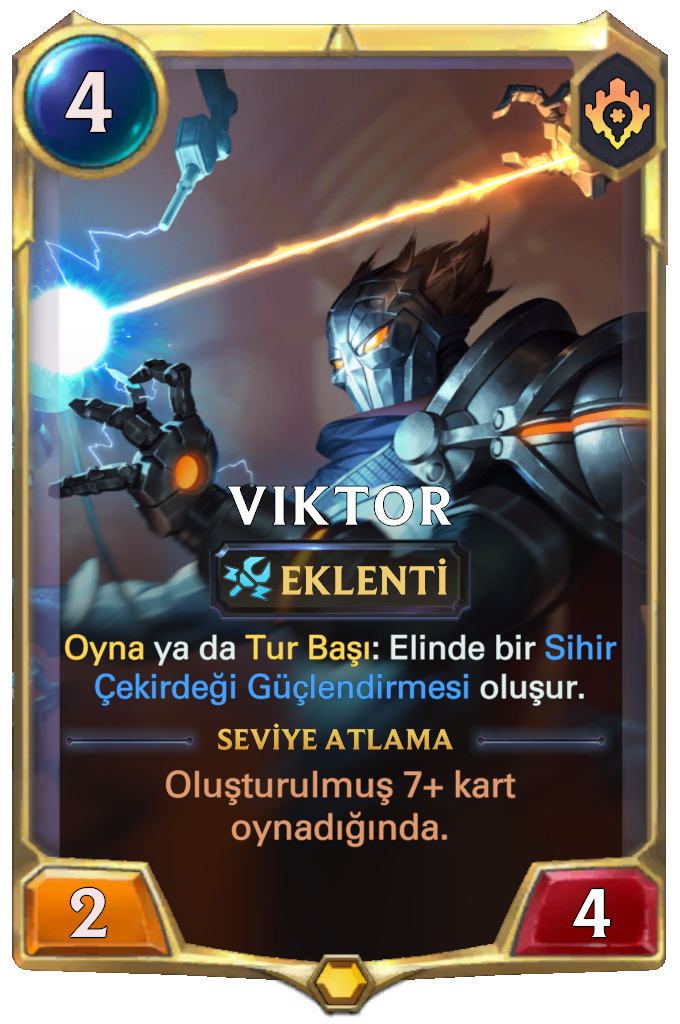 4
VIKTOR
EKLENTİ
Oyna ya da Tur Başı: Elinde bir Sihir
Çekirdeği Güçlendirmesi oluşur.
SEVİYE ATLAMA
Oluşturulmuş 7+ kart
oynadığında.
2
4